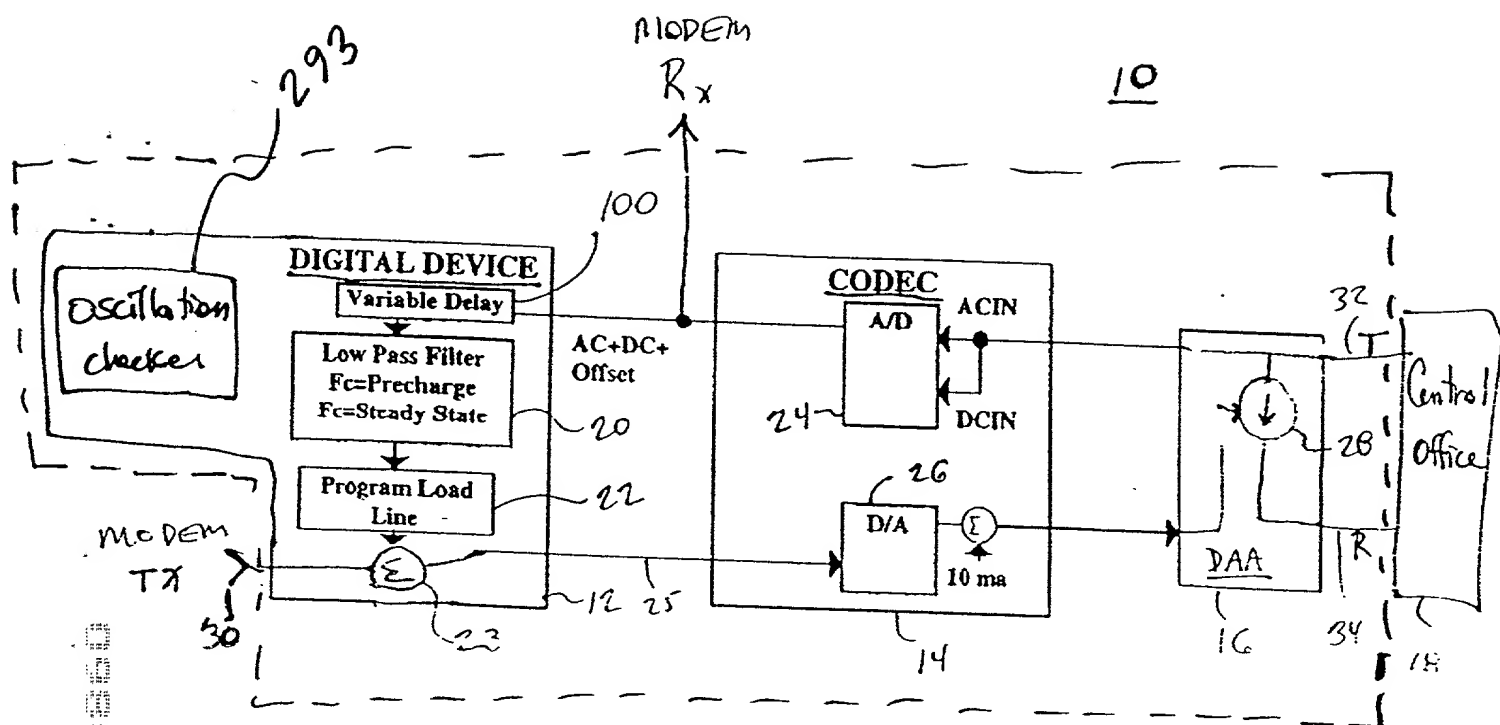 293
MODEM
Rx
10
100
DIGITAL DEVICE
Variable Delay
Oscillation
checker
Low Pass Filter
Fc=Precharge
Fc=Steady State
20
Program Load
Line
22
MODEM
TX
30
Σ
12
25
AC+DC+
Offset
CODEC
A/D
ACIN
DCIN
24
26
D/A
Σ
10 ma
14
32
T
28
DAA
R
16
34
Central
Office
18